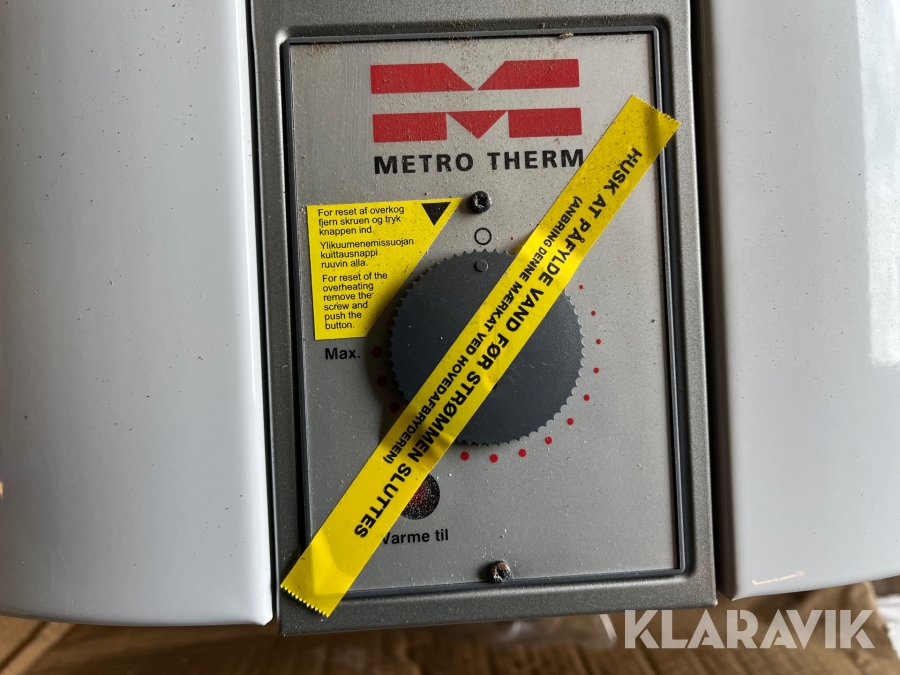 METRO THERM
For reset af overkog
fjern skruen og tryk
knappen ind.
Ylikuumenemissuojan
kuittausnappi
ruuvin alla.
For reset of the
overheating
remove the
screw and
push the
button.
HUSK AT PÅFYLDE VAND FØR STRØMMEN SLUTTES
(ANBRING DENNE MÆRKAT VED HOVEDAFBRYDEREN)
Max.
Varme til
KLARAVIK